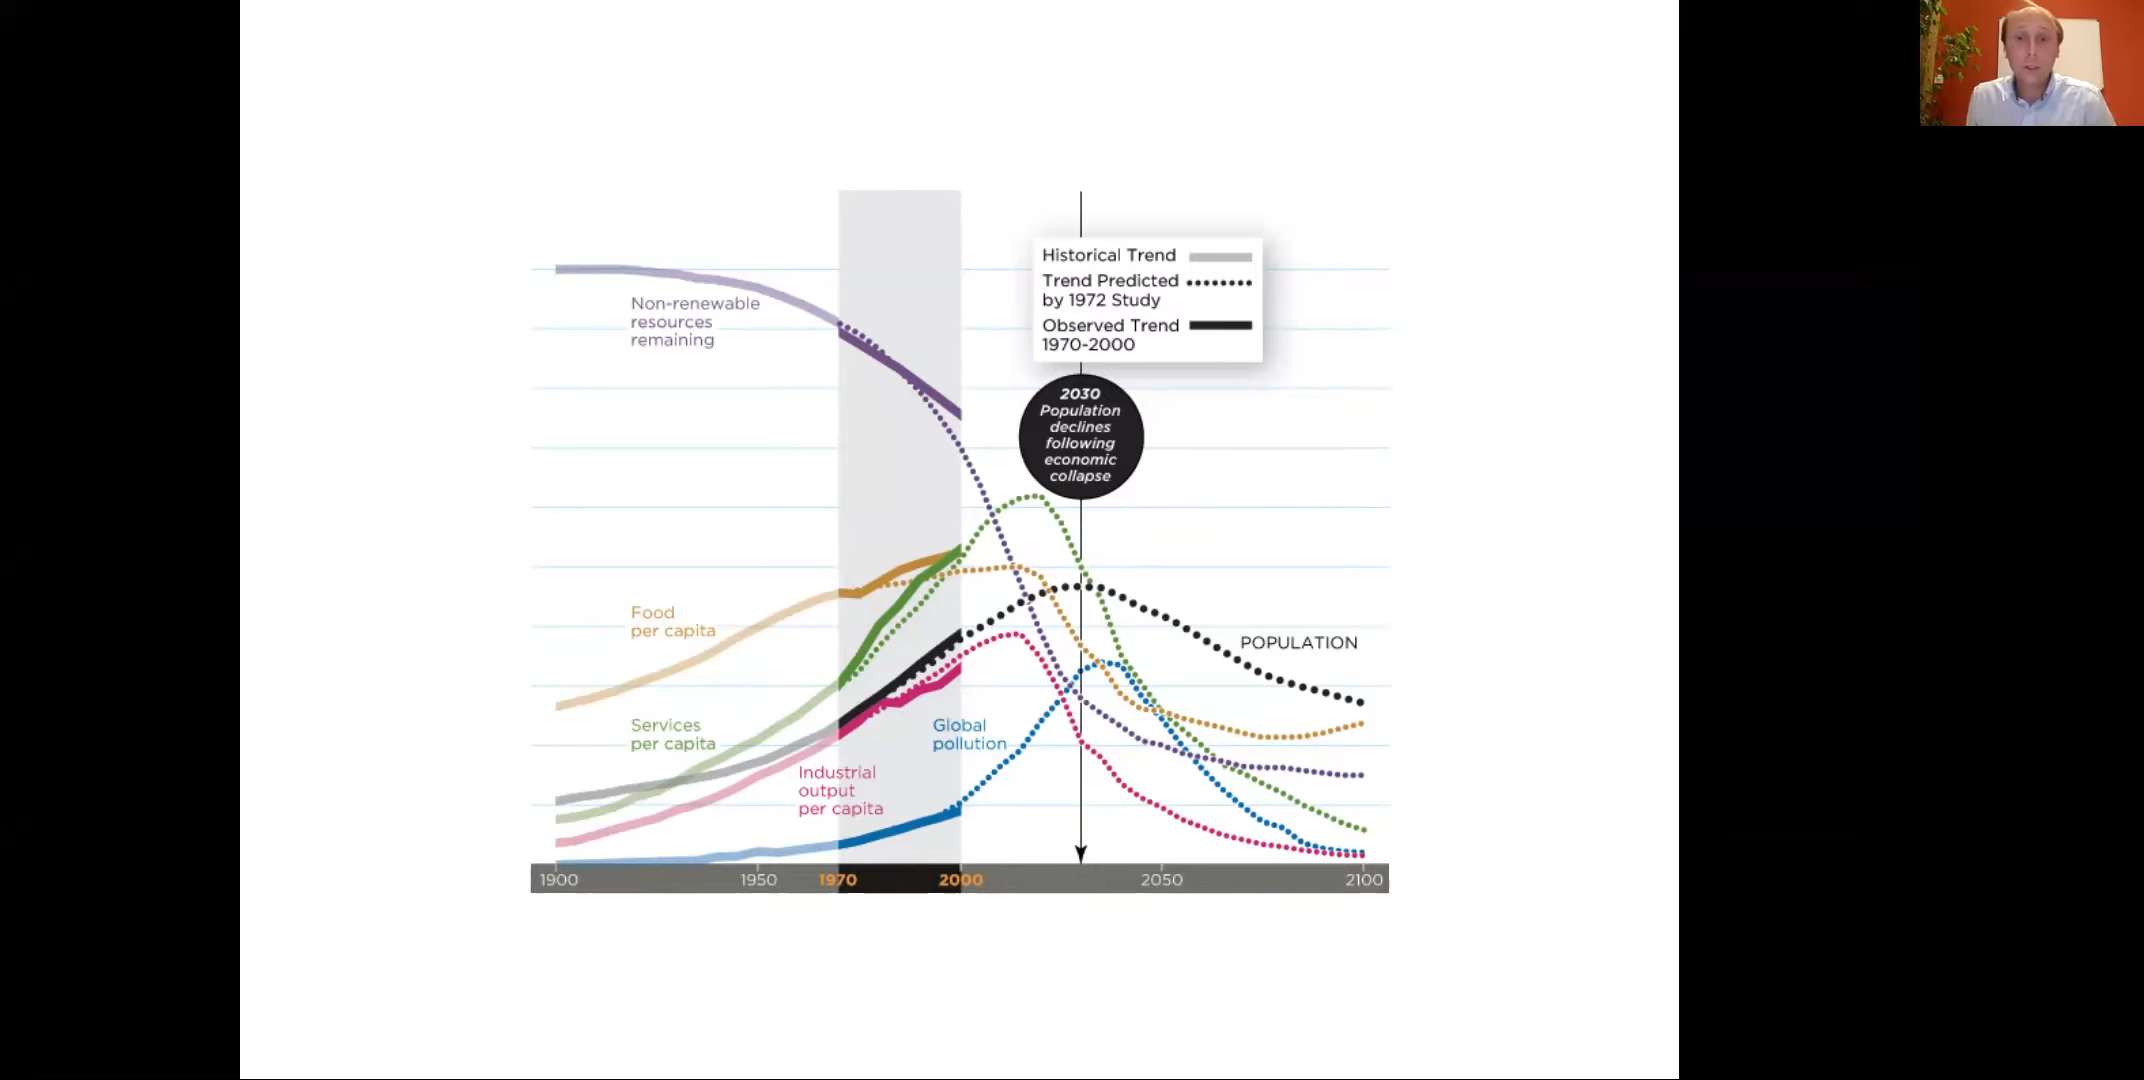 Historical Trend
Trend Predicted
by 1972 Study
Observed Trend
1970-2000
Non-renewable
resources
remaining
2030
Population
declines
following
economic
collapse
Food
per capita
POPULATION
Services
per capita
Global
pollution
Industrial
output
per capita
1900 1950 1970 2000 2050 2100